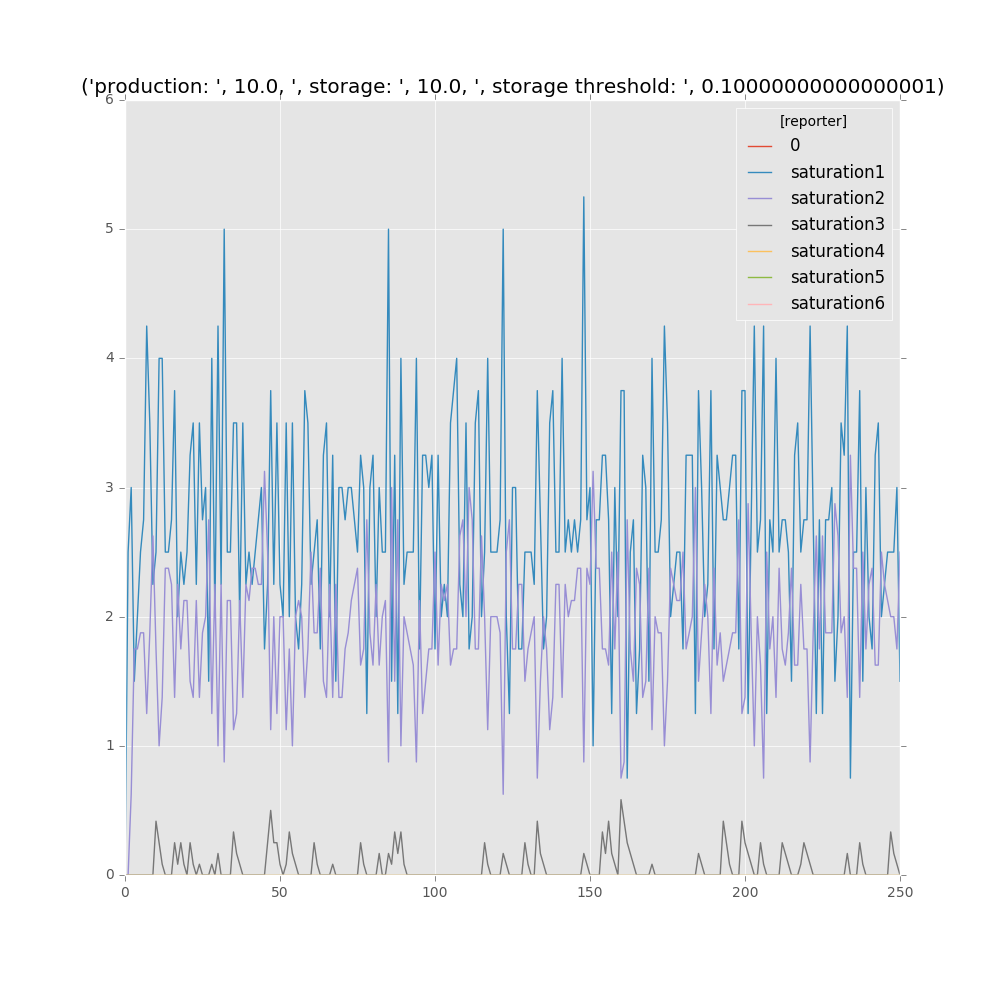 ('production: ', 10.0, ', storage: ', 10.0, ', storage threshold: ', 0.10000000000000001)
6
[reporter]
0
saturation1
saturation2
saturation3
saturation4
saturation5
saturation6
5
4
3
2
1
0
0 50 100 150 200 250